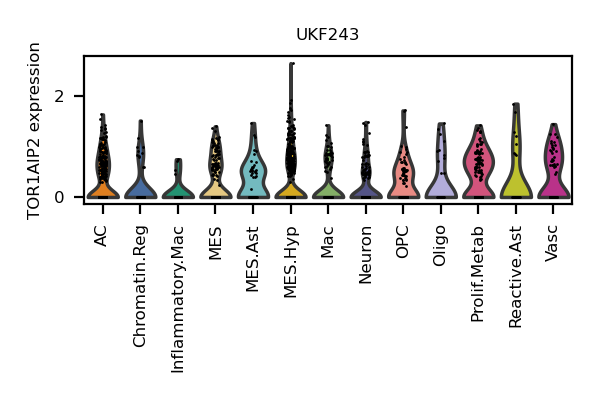 UKF243
TOR1AIP2 expression
2
0
AC
Chromatin.Reg
Inflammatory.Mac
MES
MES.Ast
MES.Hyp
Mac
Neuron
OPC
Oligo
Prolif.Metab
Reactive.Ast
Vasc